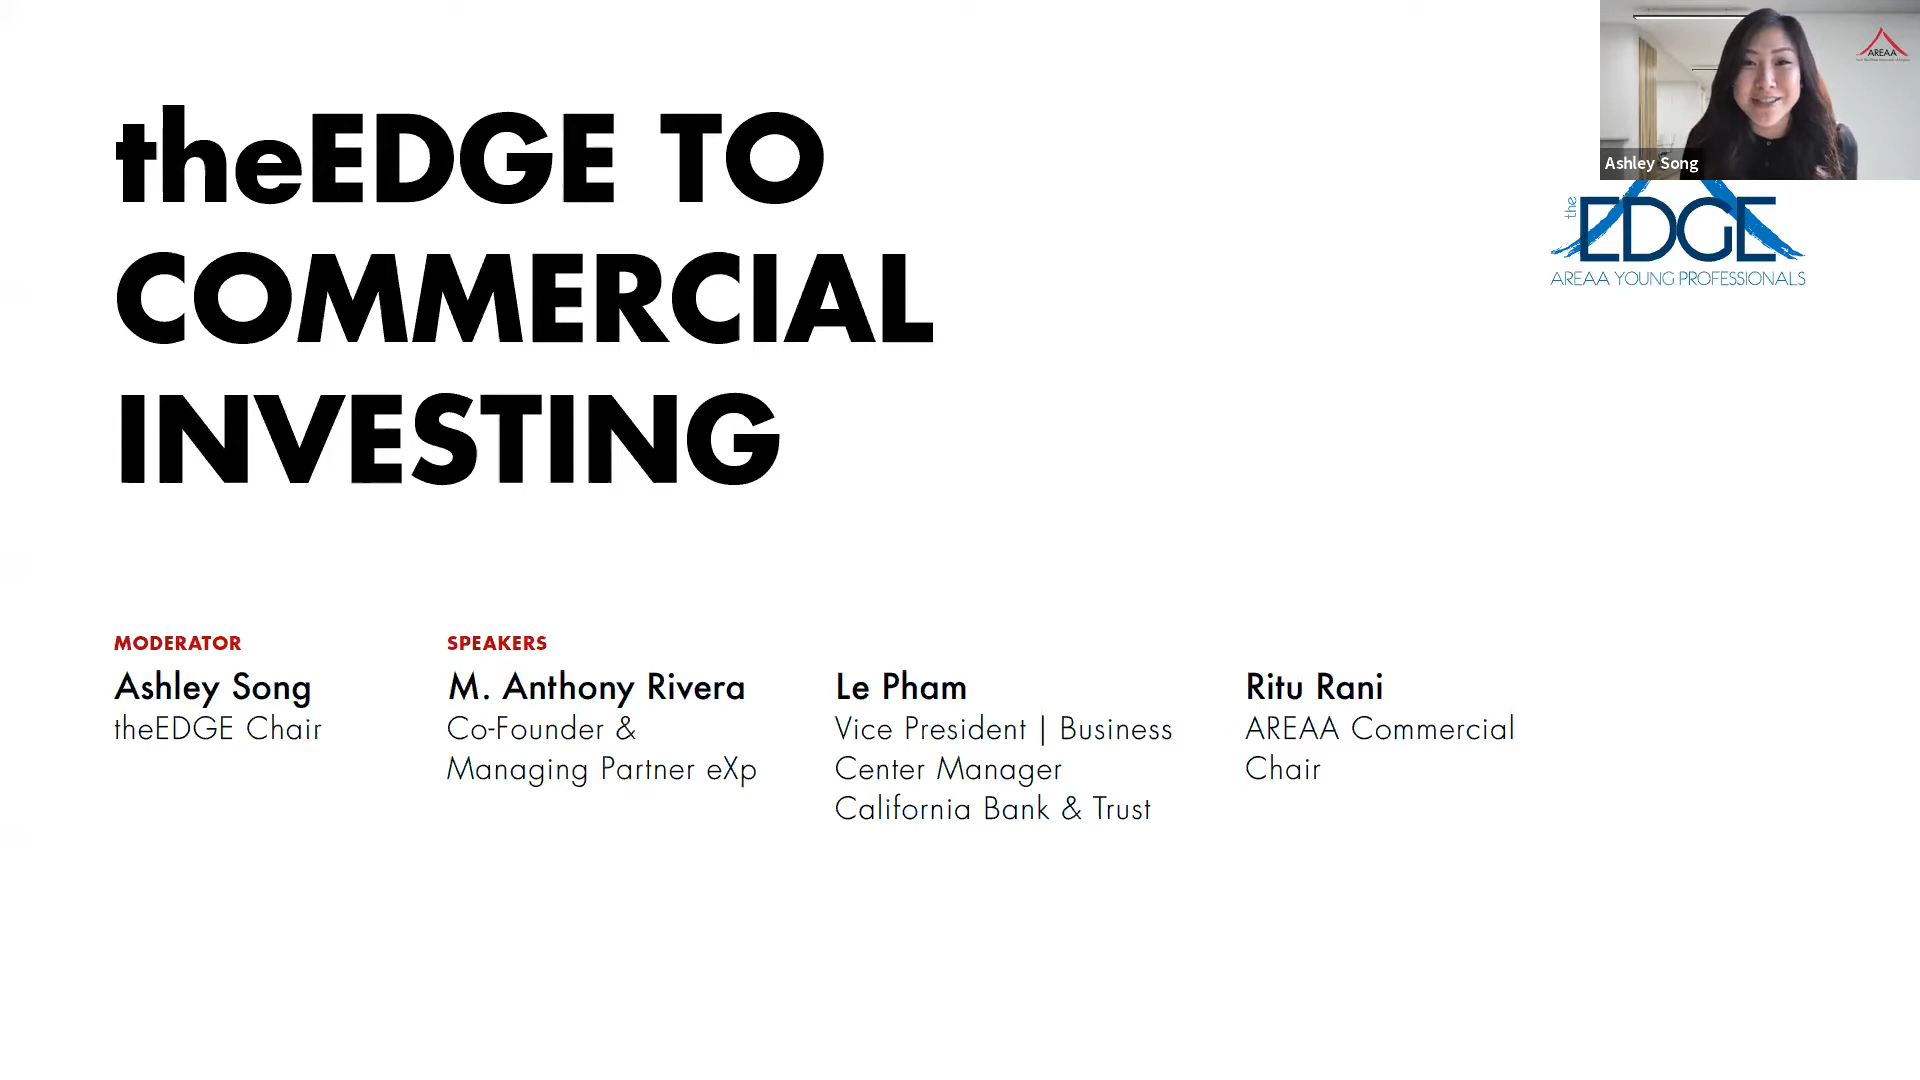 theEDGE TO
COMMERCIAL
INVESTING
AREAA
Ashley Song
the
EDGE
AREAA YOUNG PROFESSIONALS
MODERATOR
Ashley Song
theEDGE Chair
SPEAKERS
M. Anthony Rivera
Co-Founder &
Managing Partner eXp
Le Pham
Vice President | Business
Center Manager
California Bank & Trust
Ritu Rani
AREAA Commercial
Chair